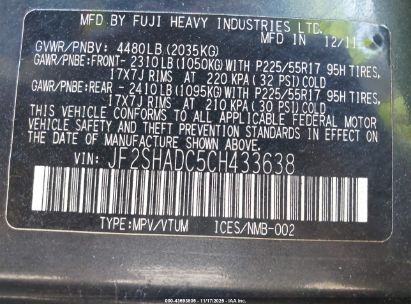 MFD. BY FUJI HEAVY INDUSTRIES LTD.
GVWR/PNBV: 4480LB (2035KG) MFD. IN 12/11
GAWR/PNBE:FRONT- 2310LB (1050KG) WITH P225/55R17 95H TIRES,
17X7J RIMS AT 220 KPA ( 32 PSI) COLD
GAWR/PNBE:REAR - 2410LB (1095KG) WITH P225/55R17 95H TIRES,
17X7J RIMS AT 210 KPA ( 30 PSI) COLD
THIS VEHICLE CONFORMS TO ALL APPLICABLE FEDERAL MOTOR
VEHICLE SAFETY AND THEFT PREVENTION STANDARDS IN EFFECT ON
THE DATE OF MANUFACTURE SHOWN ABOVE.
VIN: JF2SHADC5CH433638
TYPE:MPV/VTUM ICES/NMB-002